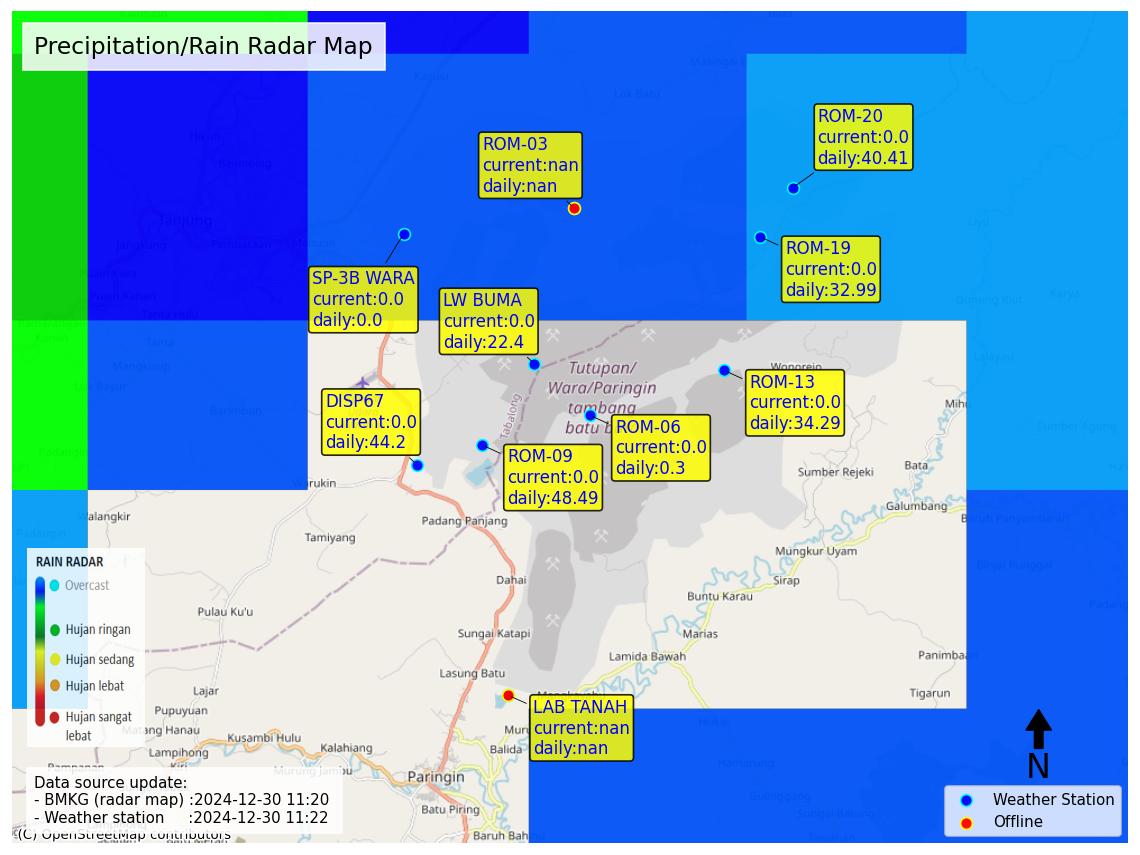 Precipitation/Rain Radar Map
ROM-20
current:0.0
daily:40.41
ROM-03
current:nan
daily:nan
ROM-19
current:0.0
daily:32.99
SP-3B WARA
current:0.0
daily:0.0
LW BUMA
current:0.0
daily:22.4
Tutupan/
Wara/Paringin
tambang
Wonorejo
ROM-13
current:0.0
daily:34.29
DISP67
current:0.0
daily:44.2
Tabalong
ROM-06
current:0.0
daily:0.3
ROM-09
current:0.0
daily:48.49
Tanjung
Maburai
Lok Batu
Kapar
Sumber Agung
Sumber Rejeki
Bata
Galumbang
Warukin
Walangkir
Padang Panjang
Tamiyang
Mungkur Uyam
Dahai
Sirap
Buntu Karau
Pulau Ku'u
Sungai Katapi
Marias
Lamida Bawah
Lasung Batu
Tigarun
Lajar
Pupuyuan
Matang Hanau
Lampihong
Kusambi Hulu
Kalahiang
Murung Jambu
Balida
Paringin
Batu Piring
LAB TANAH
current:nan
daily:nan
RAIN RADAR
Overcast
Hujan ringan
Hujan sedang
Hujan lebat
Hujan sangat
lebat
Data source update:
- BMKG (radar map) :2024-12-30 11:20
- Weather station :2024-12-30 11:22
(C) OpenStreetMap contributors
N
Weather Station
Offline